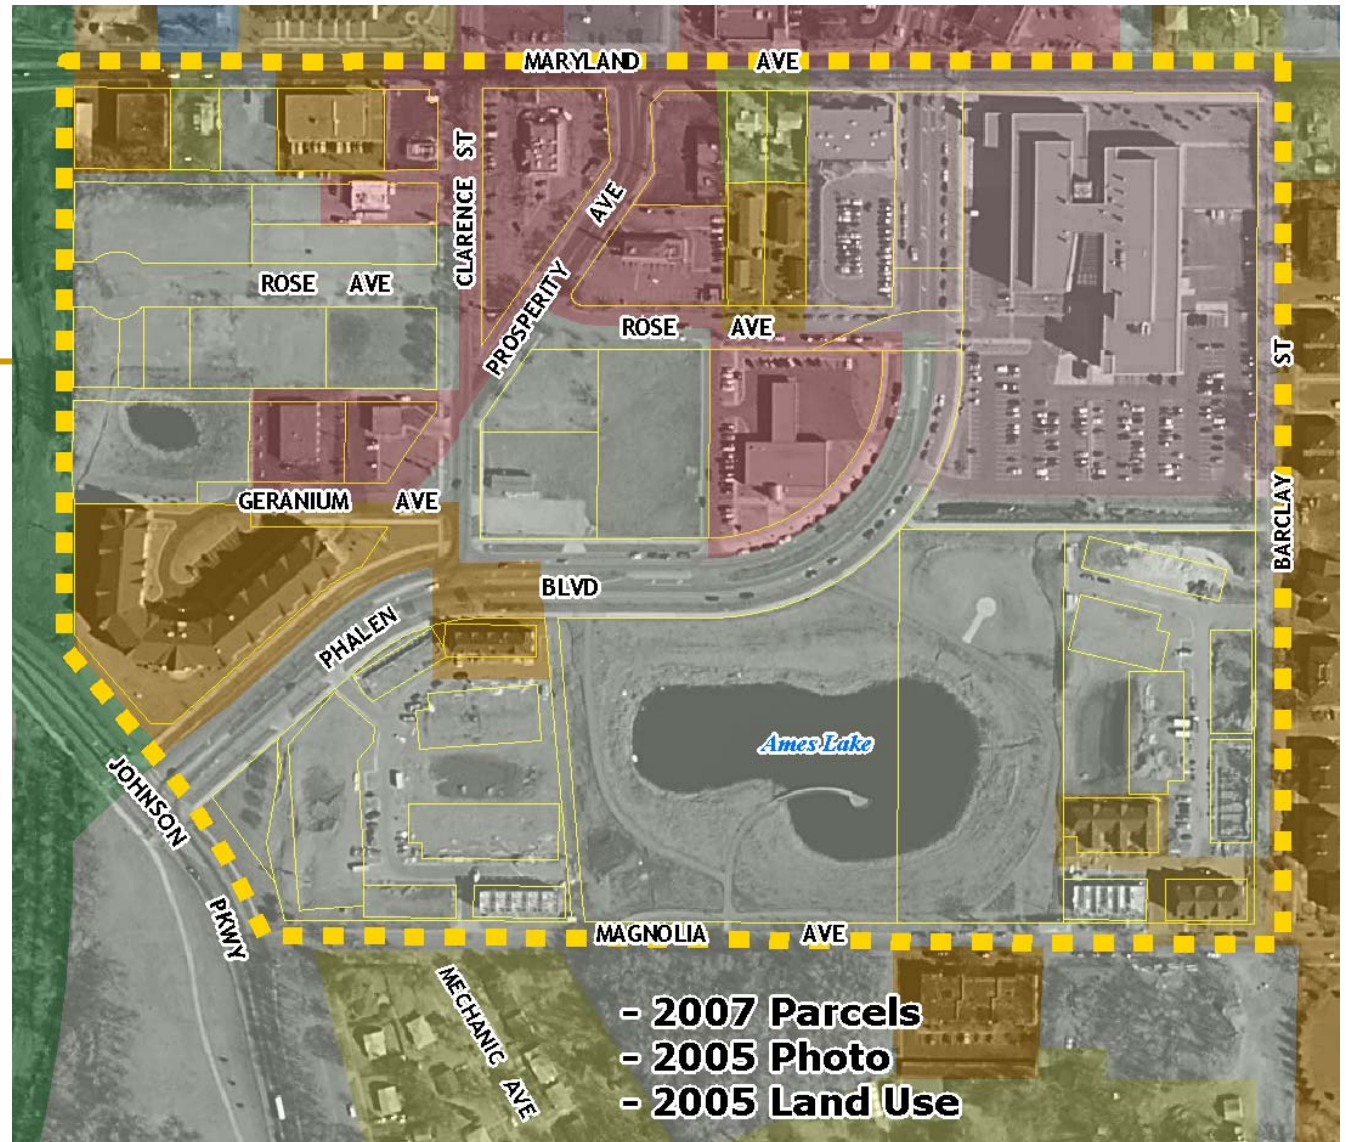 MARYLAND AVE
CLARENCE ST
PROSPERITY AVE
ROSE AVE
ROSE AVE
ST
BARCLAY
GERANIUM AVE
PHALEN BLVD
Ames Lake
JOHNSON PKWY
MAGNOLIA AVE
MECHANIC AVE
- 2007 Parcels
- 2005 Photo
- 2005 Land Use